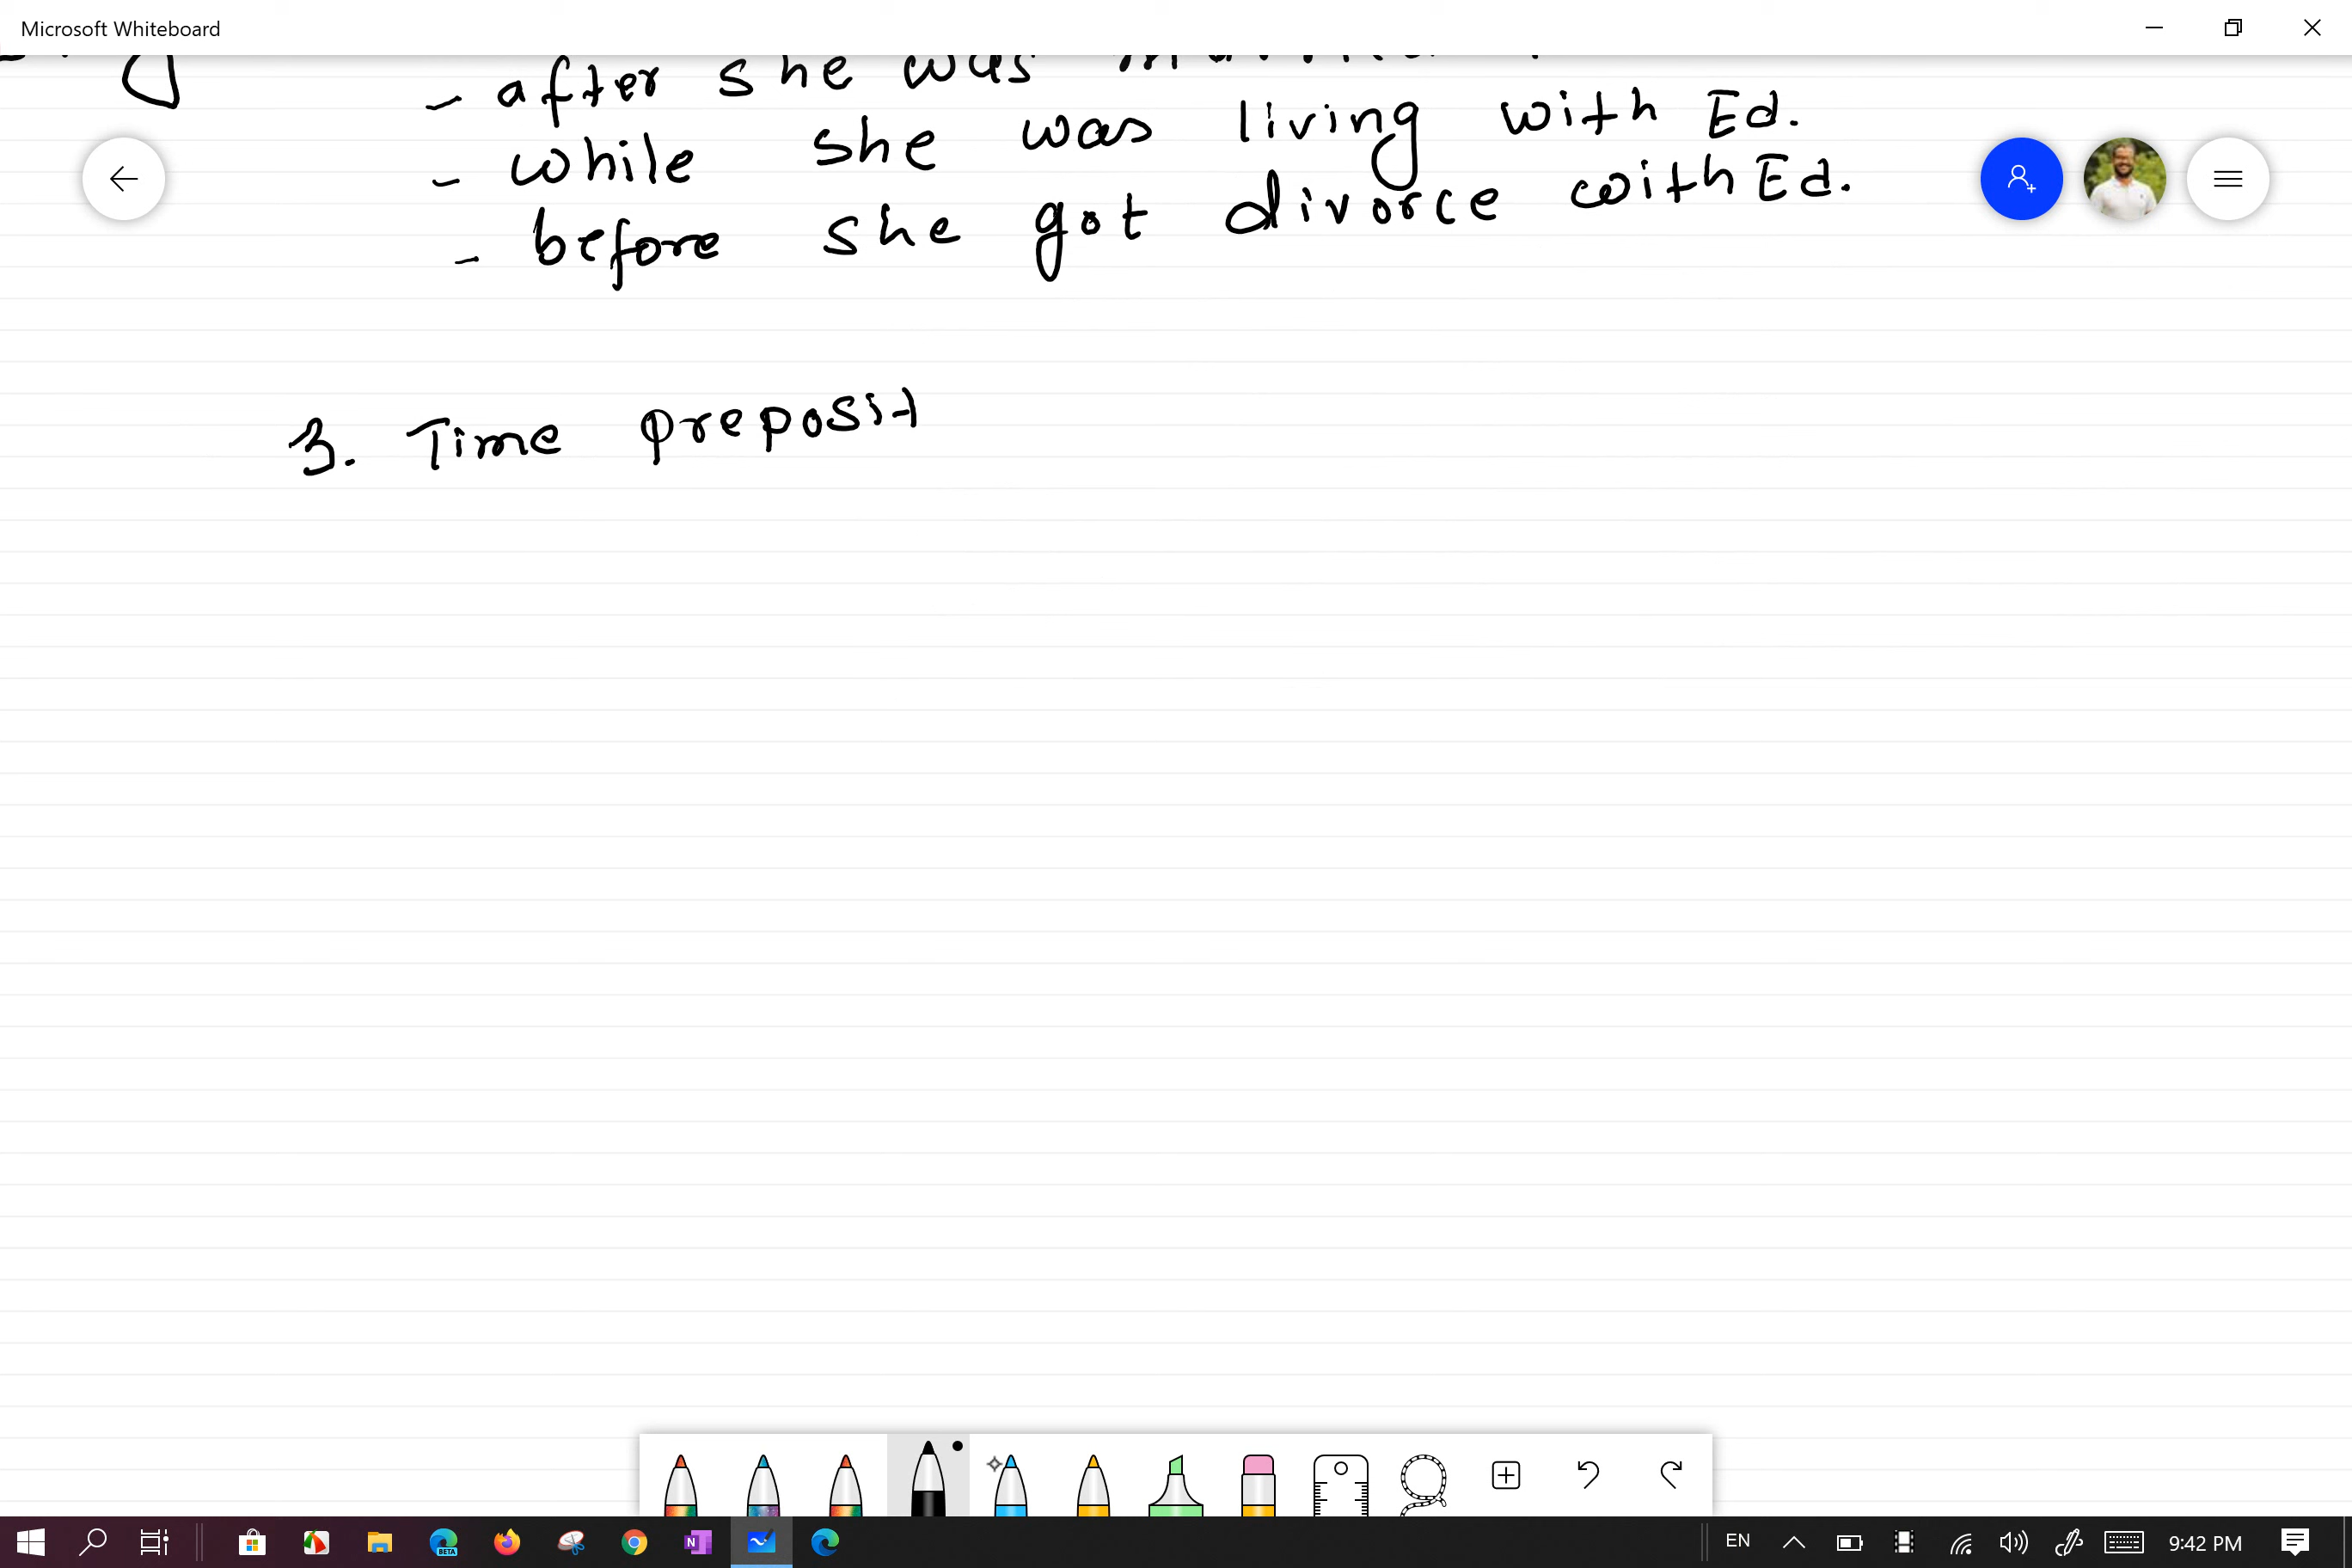 Microsoft Whiteboard
- after she was
- while she was living with Ed.
- before she got divorce with Ed.
3. Time preposit
BETA
N
EN
9:42 PM